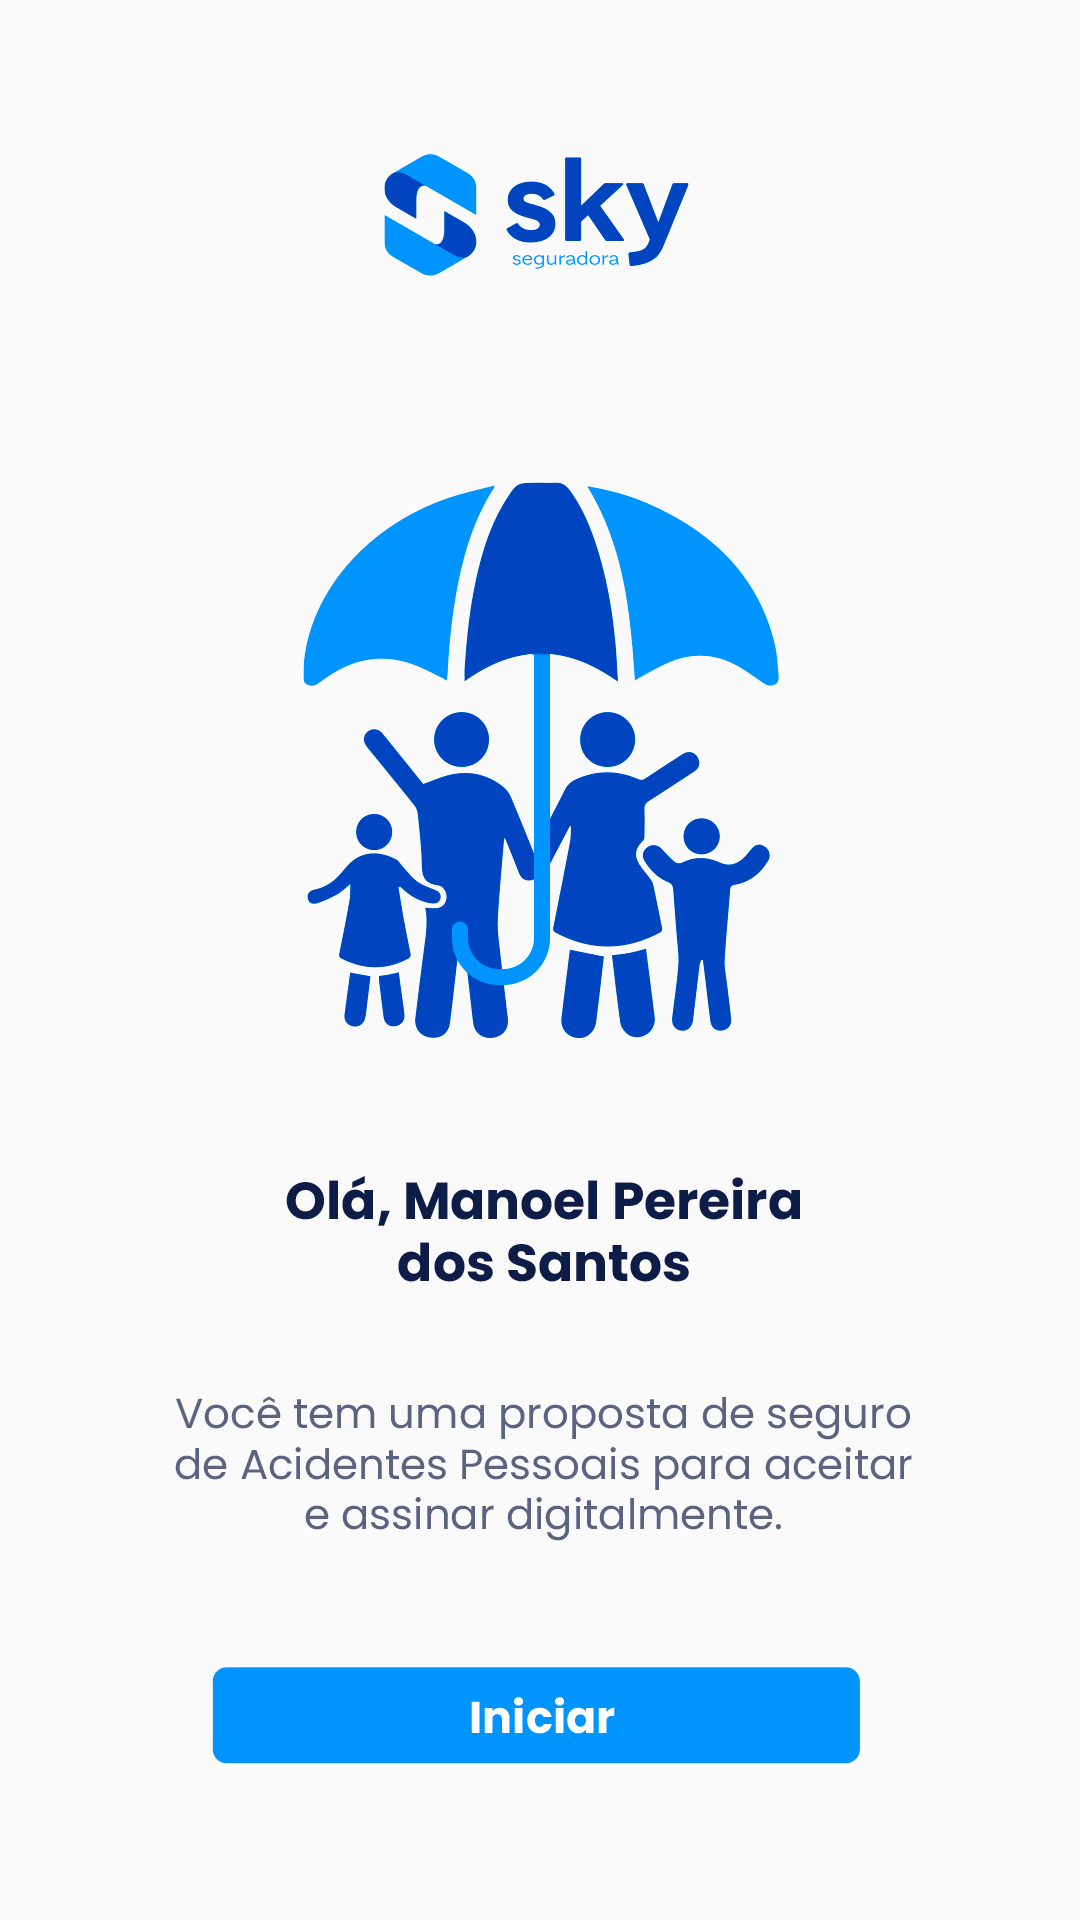 sky
seguradora
Olá, Manoel Pereira
dos Santos
Você tem uma proposta de seguro
de Acidentes Pessoais para aceitar
e assinar digitalmente.
Iniciar